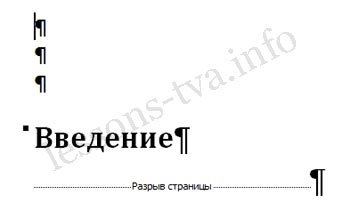 ¶
¶
¶
Введение¶
Разрыв страницы¶
lessons-tva.info